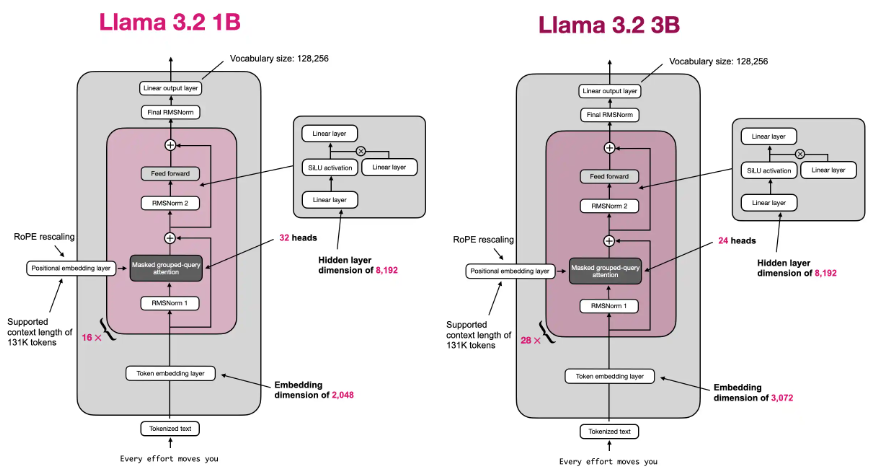 Llama 3.2 1B
Vocabulary size: 128,256
Linear output layer
Final RMSNorm
Feed forward
RMSNorm 2
Masked grouped-query
attention
RMSNorm 1
16 ×
Linear layer
SiLU activation
Linear layer
Linear layer
32 heads
Hidden layer
dimension of 8,192
RoPE rescaling
Positional embedding layer
Supported
context length of
131K tokens
Token embedding layer
Embedding
dimension of 2,048
Tokenized text
Every effort moves you
Llama 3.2 3B
Vocabulary size: 128,256
Linear output layer
Final RMSNorm
Feed forward
RMSNorm 2
Masked grouped-query
attention
RMSNorm 1
28 ×
Linear layer
SiLU activation
Linear layer
Linear layer
24 heads
Hidden layer
dimension of 8,192
RoPE rescaling
Positional embedding layer
Supported
context length of
131K tokens
Token embedding layer
Embedding
dimension of 3,072
Tokenized text
Every effort moves you